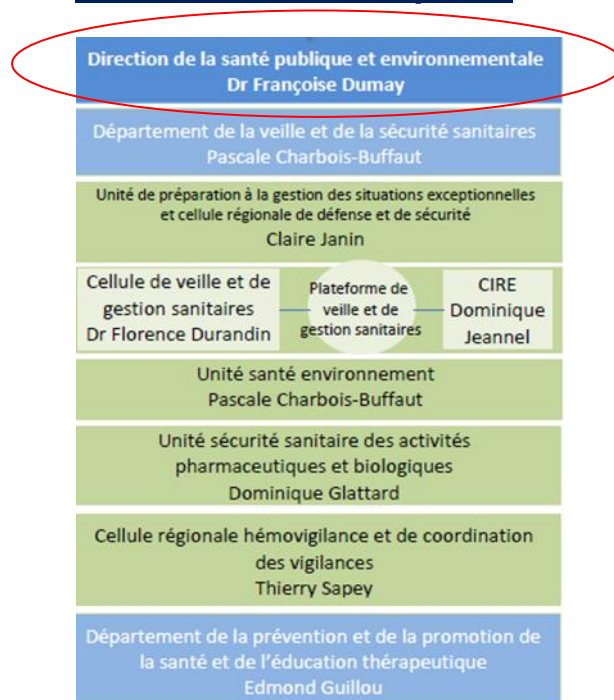 Direction de la santé publique et environnementale
Dr Françoise Dumay
Département de la veille et de la sécurité sanitaires
Pascale Charbois-Buffaut
Unité de préparation à la gestion des situations exceptionnelles
et cellule régionale de défense et de sécurité
Claire Janin
Cellule de veille et de
gestion sanitaires
Dr Florence Durandin
Plateforme de
veille et de
gestion sanitaires
CIRE
Dominique
Jeannel
Unité santé environnement
Pascale Charbois-Buffaut
Unité sécurité sanitaire des activités
pharmaceutiques et biologiques
Dominique Glattard
Cellule régionale hémovigilance et de coordination
des vigilances
Thierry Sapey
Département de la prévention et de la promotion de
la santé et de l'éducation thérapeutique
Edmond Guillou